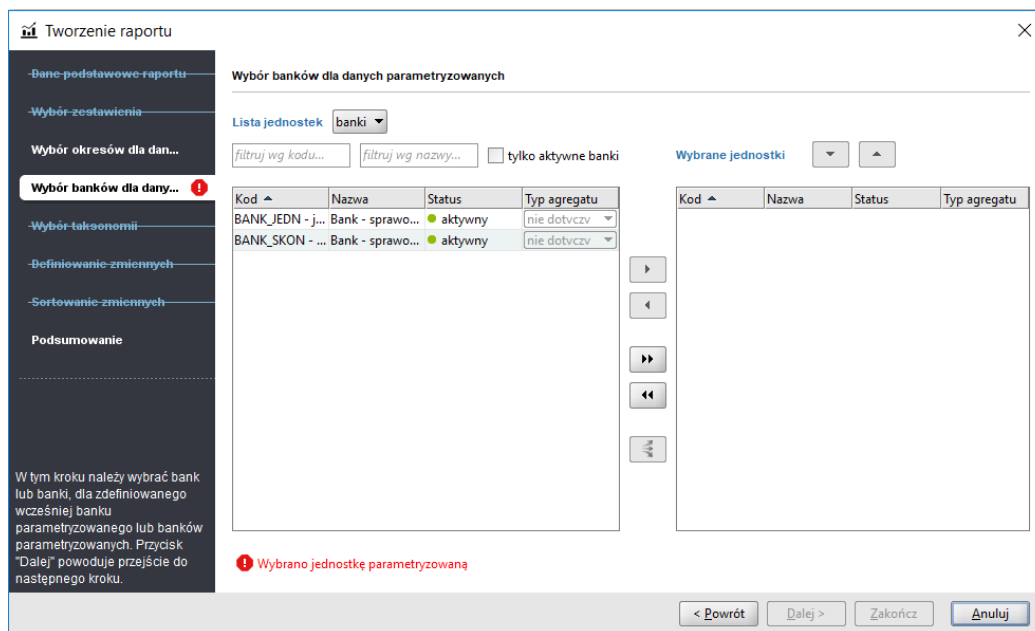 Tworzenie raportu
Dane podstawowe raportu
Wybór zestawienia
Wybór okresów dla dan...
Wybór banków dla dany...
Wybór taksonomii
Definiowanie zmiennych
Sortowanie zmiennych
Podsumowanie
W tym kroku należy wybrać bank
lub banki, dla zdefiniowanego
wcześniej banku
parametryzowanego lub banków
parametryzowanych. Przycisk
"Dalej" powoduje przejście do
następnego kroku.
Wybór banków dla danych parametryzowanych
Lista jednostek banki
filtruj wg kodu... filtruj wg nazwy... tylko aktywne banki
Kod Nazwa Status Typ agregatu
BANK_JEDN - j... Bank - sprawo... aktywny nie dotyczy
BANK_SKON - ... Bank - sprawo... aktywny nie dotyczy
Wybrane jednostki
Kod Nazwa Status Typ agregatu
Wybrano jednostkę parametryzowaną
< Powrót Dalej > Zakończ Anuluj